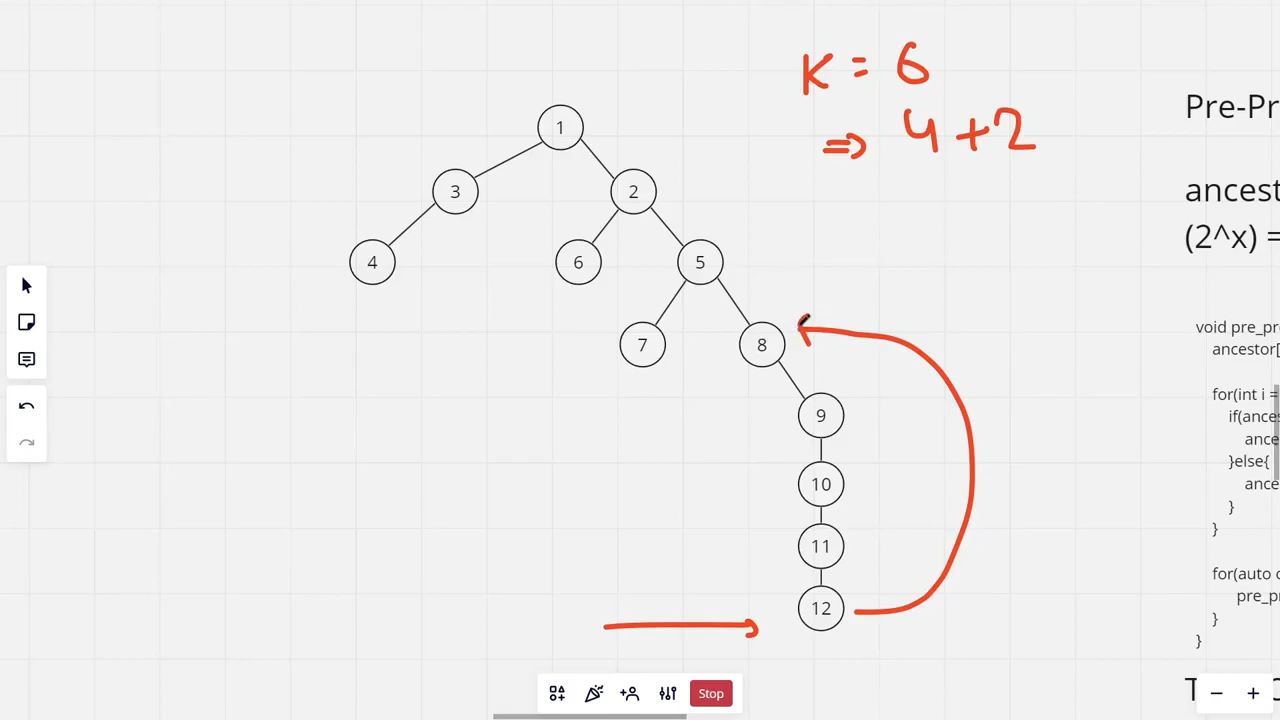 K = 6
=> 4 + 2
1
3
2
4
6
5
7
8
9
10
11
12
Pre-Pr
ancest
(2^x) =
void pre_pr
ancestor[
for(int i =
if(ances
ance
}else{
ance
}
}
for(auto c
pre_pr
}
}
Stop